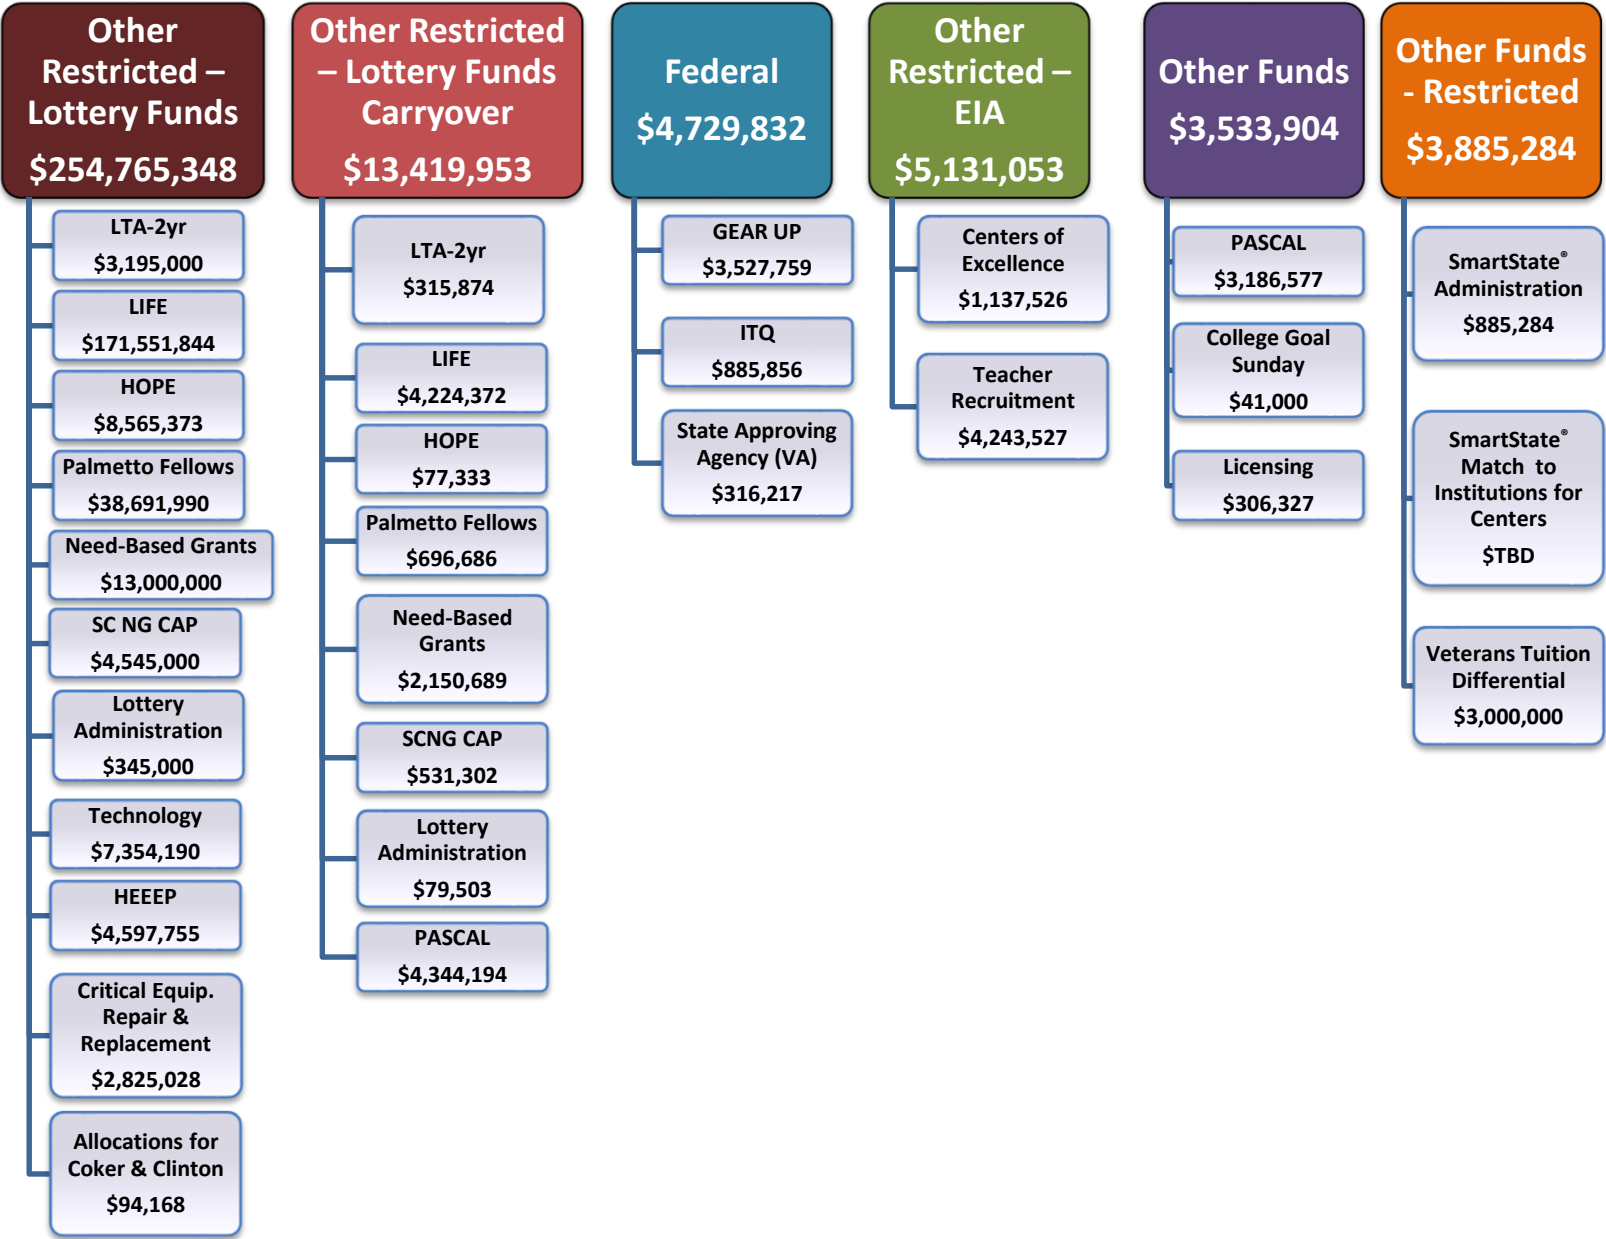 Other
Restricted –
Lottery Funds
$254,765,348
LTA-2yr
$3,195,000
LIFE
$171,551,844
HOPE
$8,565,373
Palmetto Fellows
$38,691,990
Need-Based Grants
$13,000,000
SC NG CAP
$4,545,000
Lottery
Administration
$345,000
Technology
$7,354,190
HEEEP
$4,597,755
Critical Equip.
Repair &
Replacement
$2,825,028
Allocations for
Coker & Clinton
$94,168
Other Restricted
– Lottery Funds
Carryover
$13,419,953
LTA-2yr
$315,874
LIFE
$4,224,372
HOPE
$77,333
Palmetto Fellows
$696,686
Need-Based
Grants
$2,150,689
SCNG CAP
$531,302
Lottery
Administration
$79,503
PASCAL
$4,344,194
Federal
$4,729,832
GEAR UP
$3,527,759
ITQ
$885,856
State Approving
Agency (VA)
$316,217
Other
Restricted –
EIA
$5,131,053
Centers of
Excellence
$1,137,526
Teacher
Recruitment
$4,243,527
Other Funds
$3,533,904
PASCAL
$3,186,577
College Goal
Sunday
$41,000
Licensing
$306,327
Other Funds
- Restricted
$3,885,284
SmartState®
Administration
$885,284
SmartState®
Match to
Institutions for
Centers
$TBD
Veterans Tuition
Differential
$3,000,000